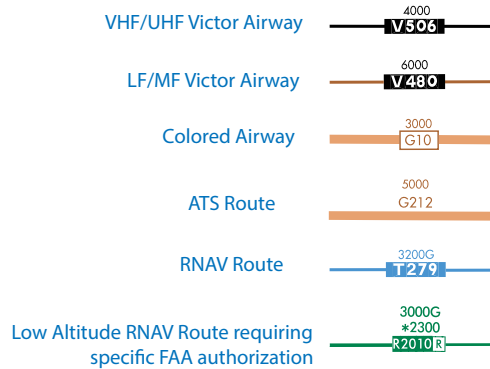 4000
VHF/UHF Victor Airway
V506
6000
LF/MF Victor Airway
V480
3000
Colored Airway
G10
5000
ATS Route
G212
3200G
RNAV Route
T279
3000G
*2300
Low Altitude RNAV Route requiring
R2010 R
specific FAA authorization